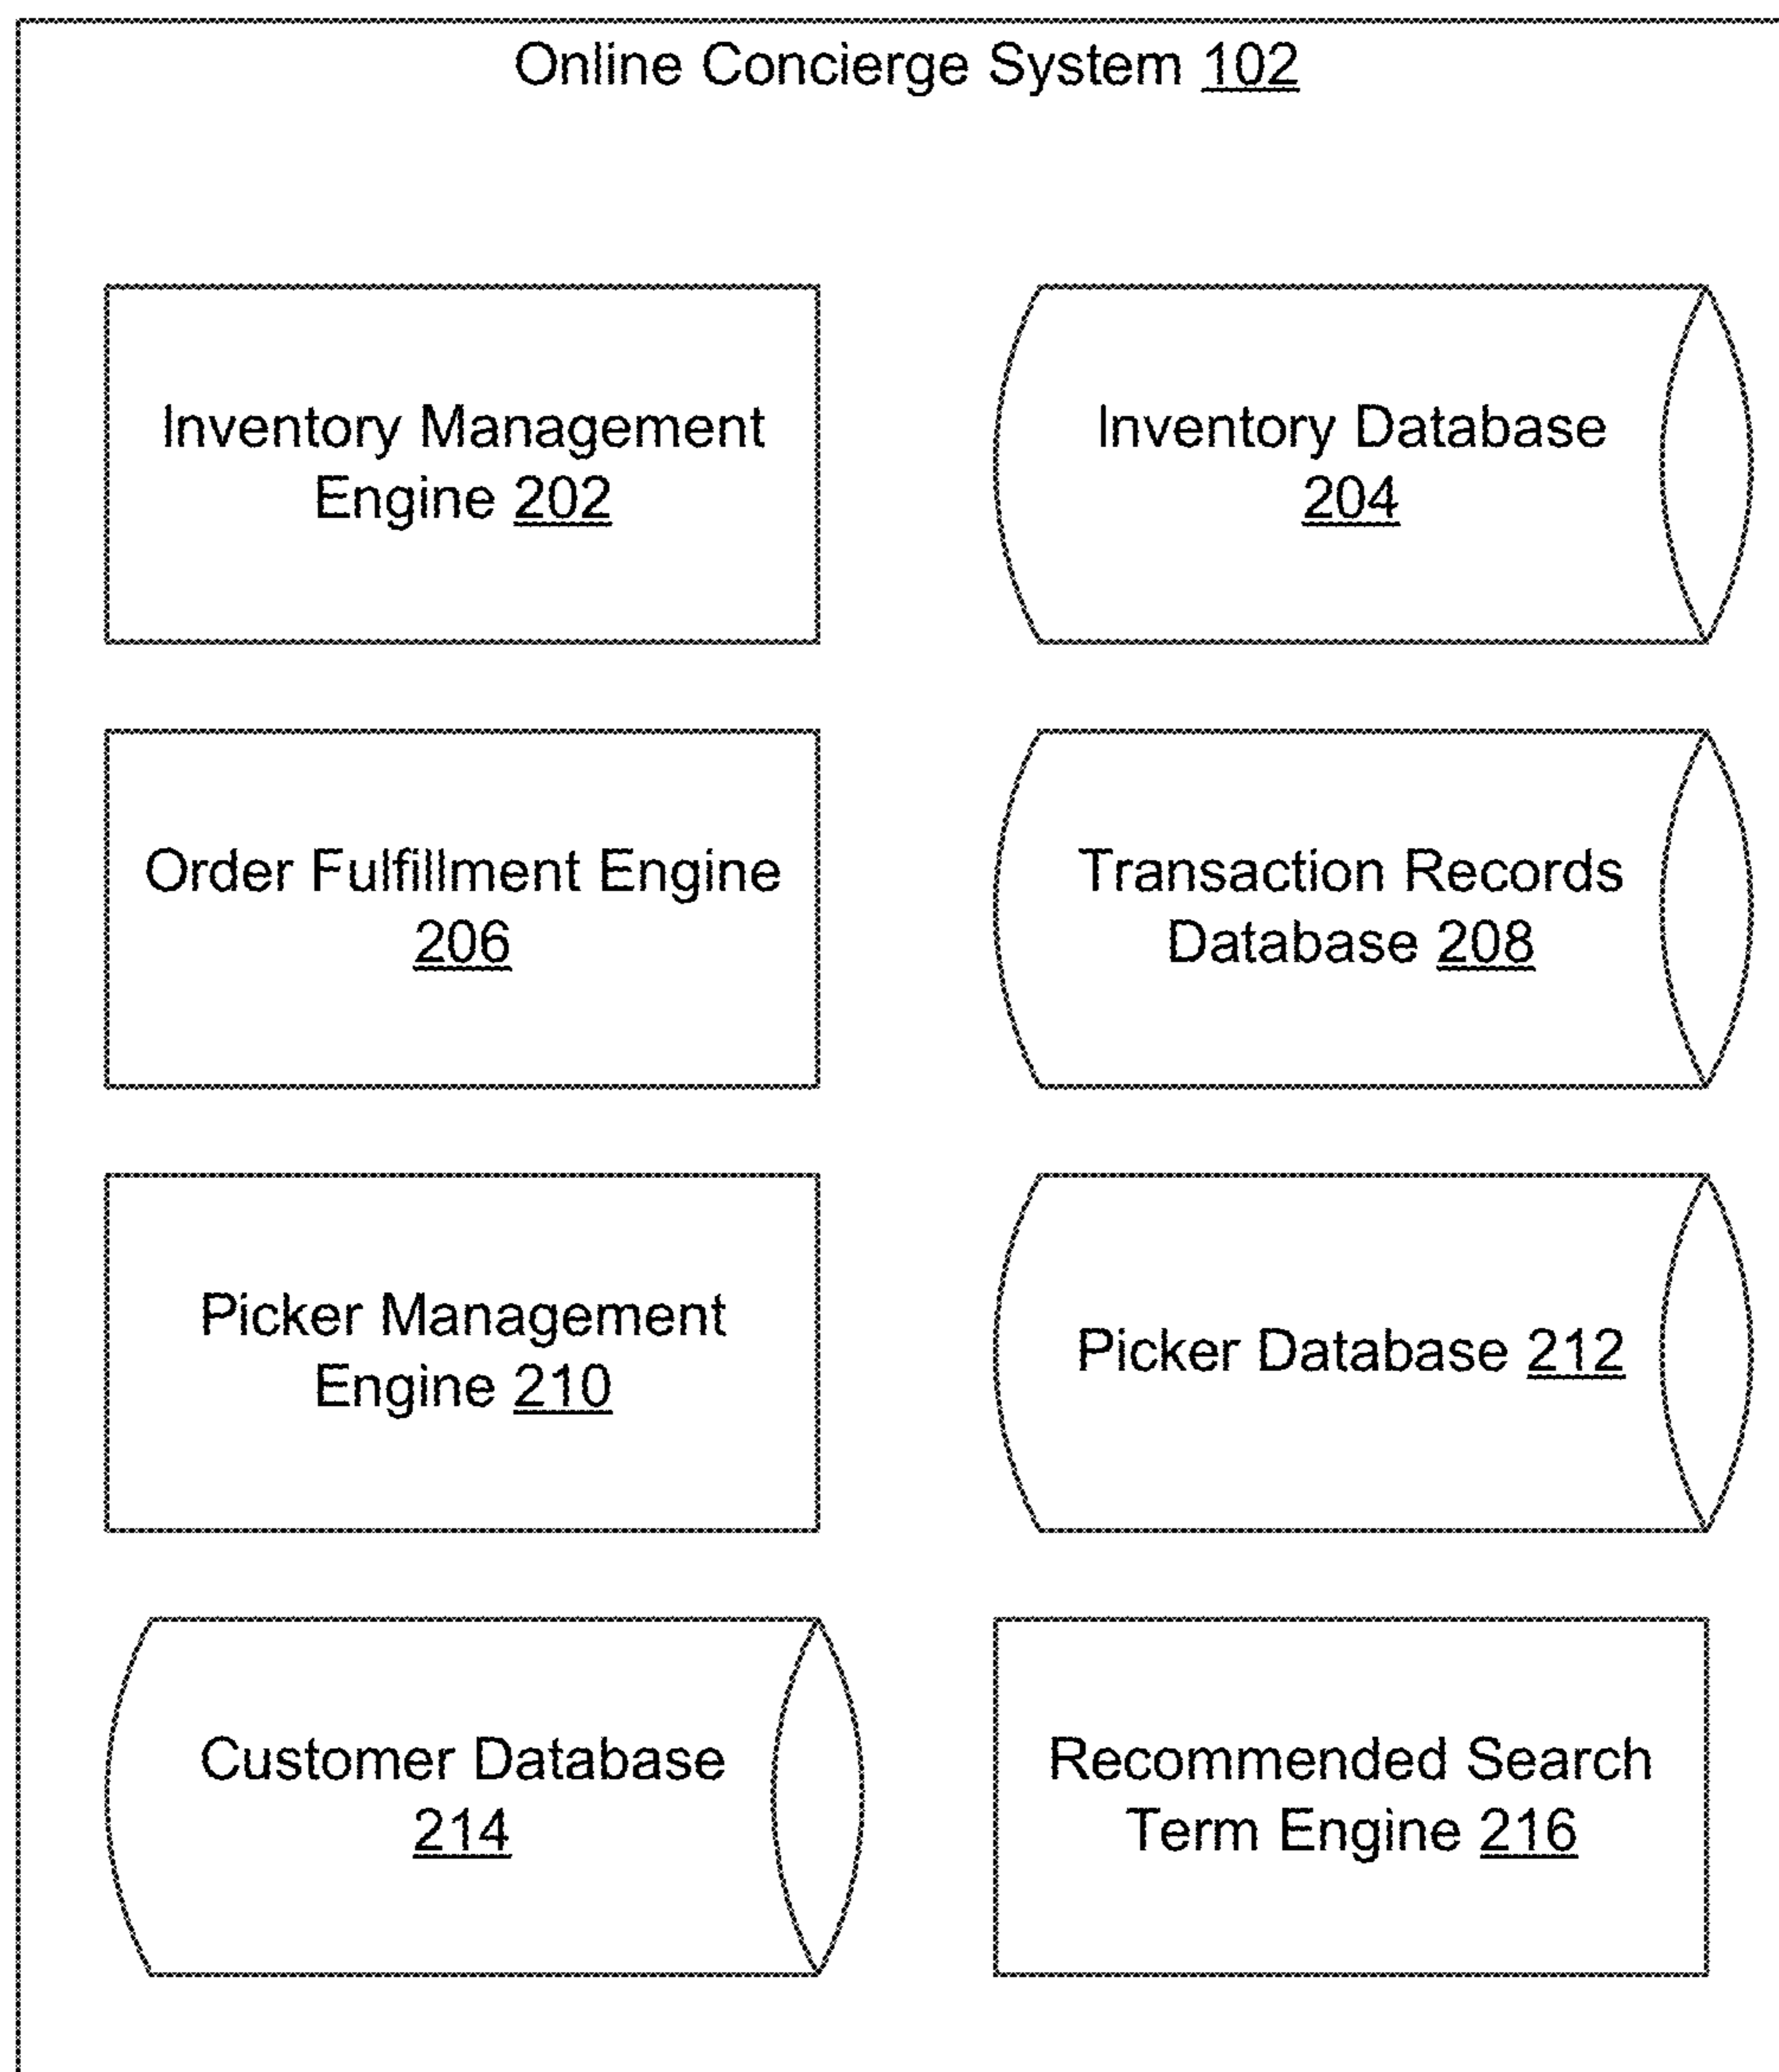 Online Concierge System 102
Inventory Management
Engine 202
Inventory Database
204
Order Fulfillment Engine
206
Transaction Records
Database 208
Picker Management
Engine 210
Picker Database 212
Customer Database
214
Recommended Search
Term Engine 216